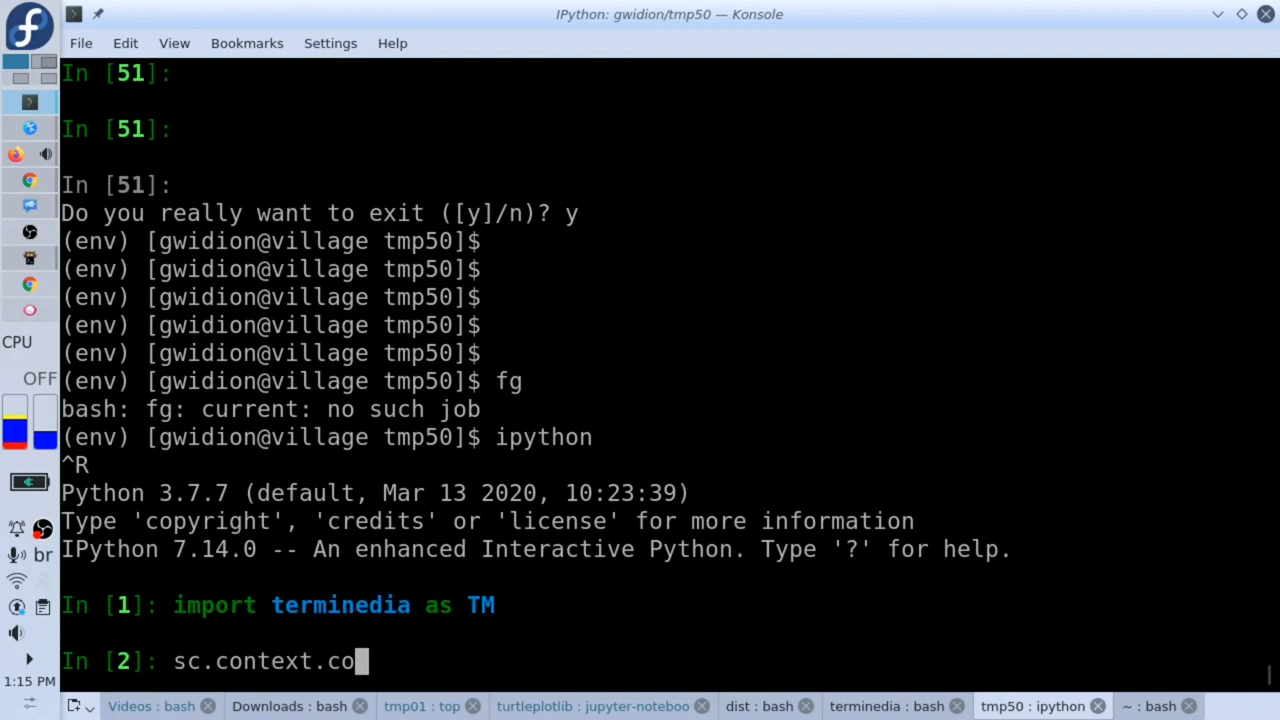 IPython: gwidion/tmp50 — Konsole
File Edit View Bookmarks Settings Help
In [51]:
In [51]:
In [51]:
Do you really want to exit ([y]/n)? y
(env) [gwidion@village tmp50]$
(env) [gwidion@village tmp50]$
(env) [gwidion@village tmp50]$
(env) [gwidion@village tmp50]$
(env) [gwidion@village tmp50]$
(env) [gwidion@village tmp50]$ fg
bash: fg: current: no such job
(env) [gwidion@village tmp50]$ ipython
^R
Python 3.7.7 (default, Mar 13 2020, 10:23:39)
Type 'copyright', 'credits' or 'license' for more information
IPython 7.14.0 -- An enhanced Interactive Python. Type '?' for help.
In [1]: import terminedia as TM
In [2]: sc.context.co
CPU
OFF
br
1:15 PM
Videos : bash Downloads : bash tmp01 : top turtleplotlib : jupyter-noteboo dist : bash terminedia : bash tmp50 : ipython ~ : bash